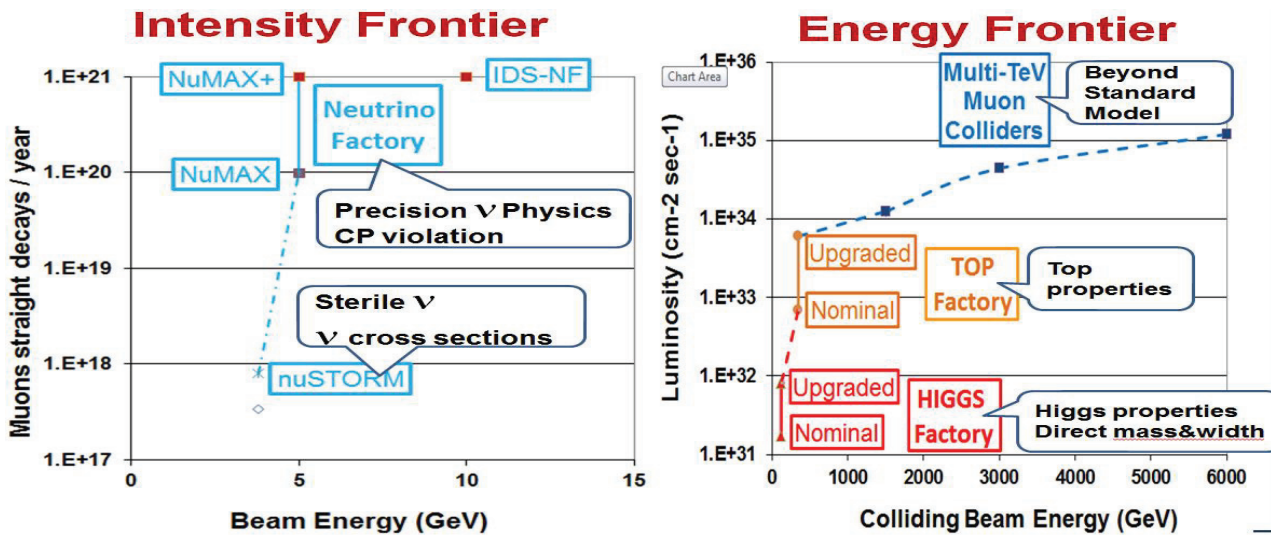 Intensity Frontier
Muons straight decays / year
1.E+21
1.E+20
1.E+19
1.E+18
1.E+17
0
5
10
15
Beam Energy (GeV)
NuMAX+
IDS-NF
Neutrino
Factory
NuMAX
Precision ν Physics
CP violation
Sterile ν
ν cross sections
nuSTORM
Energy Frontier
Chart Area
Luminosity (cm-2 sec-1)
1.E+36
1.E+35
1.E+34
1.E+33
1.E+32
1.E+31
0
1000
2000
3000
4000
5000
6000
Colliding Beam Energy (GeV)
Multi-TeV
Muon
Colliders
Beyond
Standard
Model
Upgraded
Nominal
TOP
Factory
Top
properties
Upgraded
Nominal
HIGGS
Factory
Higgs properties
Direct mass&width